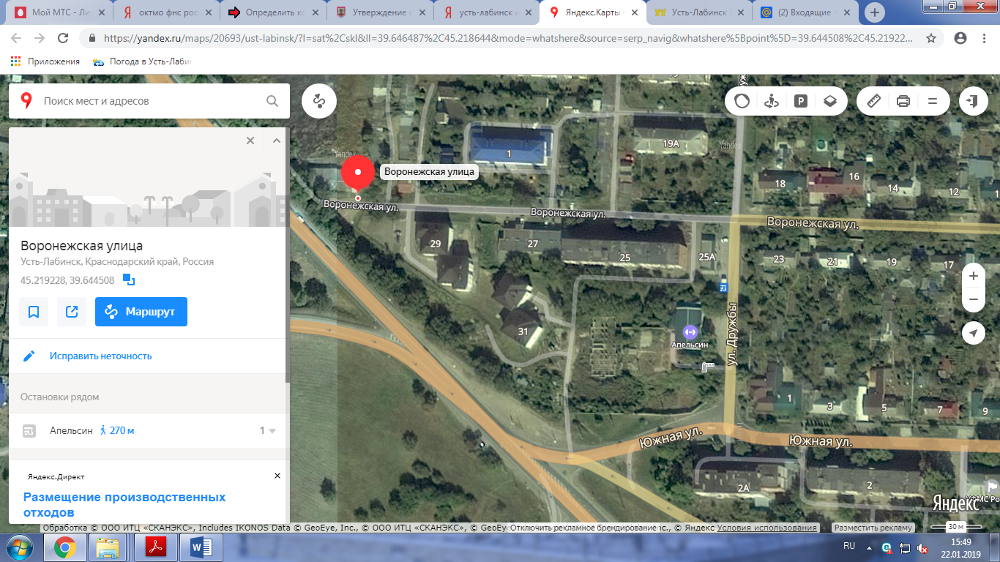 Мой МТС - Ли
октмо фнс рос
Определить ко
Утверждение с
усть-лабинск и
Яндекс.Карты -
Усть-Лабинск
(2) Входящие -
https://yandex.ru/maps/20693/ust-labinsk/?l=sat%2Cskl&ll=39.646487%2C45.218644&mode=whatshere&source=serp_navig&whatshere%5Bpoint%5D=39.644508%2C45.21922...
Приложения
Погода в Усть-Лаби
Поиск мест и адресов
Воронежская улица
Усть-Лабинск, Краснодарский край, Россия
45.219228, 39.644508
Маршрут
Исправить неточность
Остановки рядом
Апельсин 270 м 1
Яндекс.Директ
Размещение производственных
отходов
Yandex
1
19А
Yandex
Воронежская улица
18
16
14
12
Воронежская ул.
Воронежская ул.
Воронежская ул.
29
27
25
25А
23
21
19
17
31
Апельсин
ул. Дружбы
1
3
5
7
9
Южная ул.
Южная ул.
2А
2
Яндекс
Обработка © ООО ИТЦ «СКАНЭКС», Includes IKONOS Data © GeoEye, Inc., © ООО ИТЦ «СКАНЭКС», © GeoEy
Отключить рекламное брендирование
nc., © Яндекс Условия использования
Разместить рекламу
30 м
RU
15:49
22.01.2019